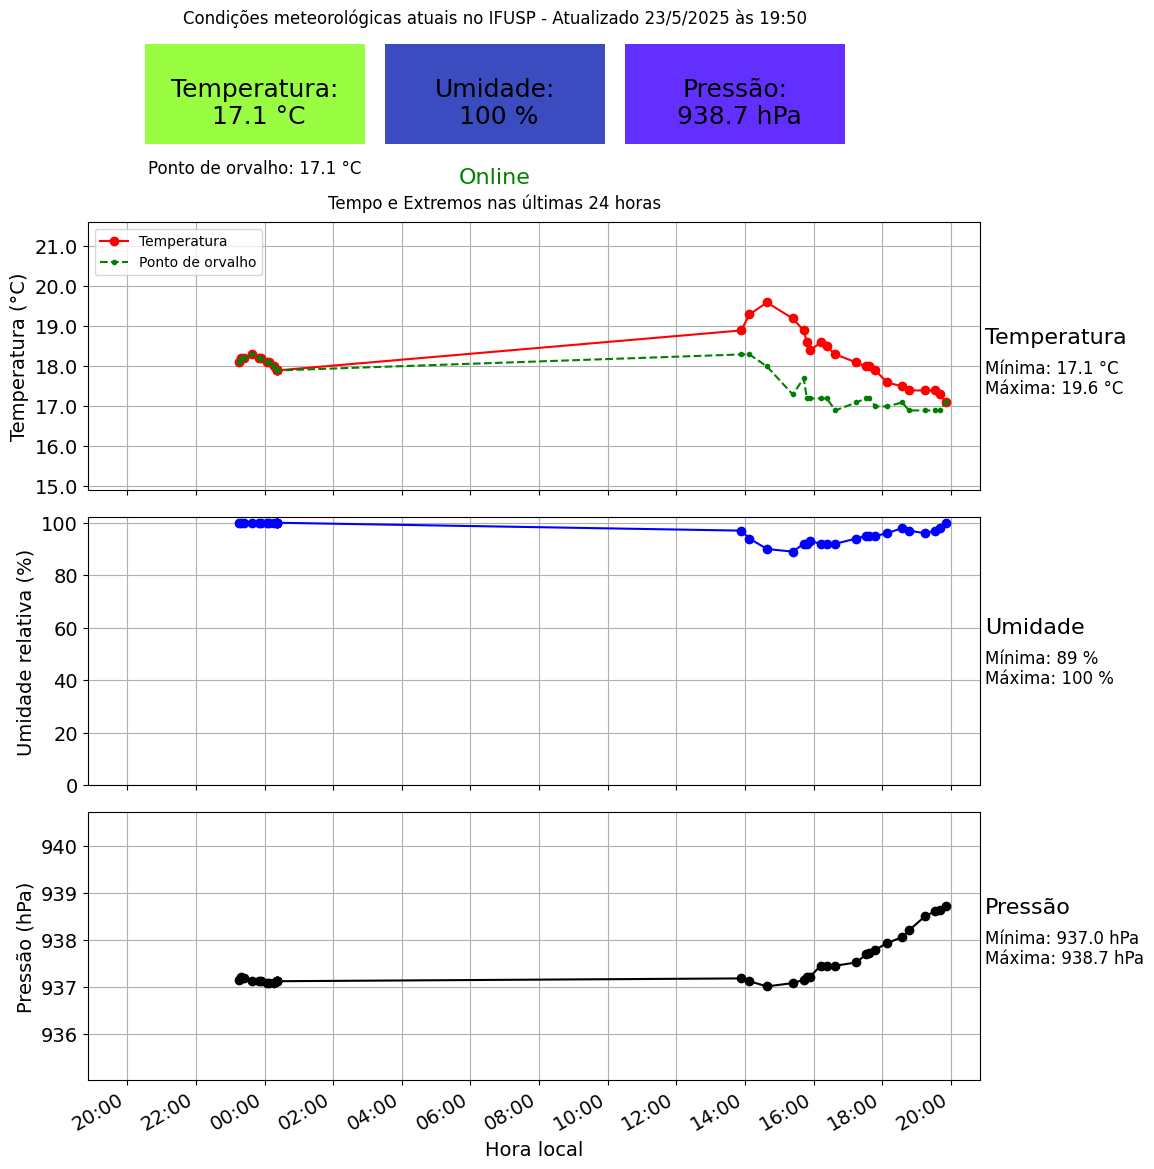 Condições meteorológicas atuais no IFUSP - Atualizado 23/5/2025 às 19:50
Temperatura:
17.1 °C
Umidade:
100 %
Pressão:
938.7 hPa
Ponto de orvalho: 17.1 °C
Online
Tempo e Extremos nas últimas 24 horas
Temperatura
Ponto de orvalho
Temperatura (°C)
21.0
20.0
19.0
18.0
17.0
16.0
15.0
Temperatura
Mínima: 17.1 °C
Máxima: 19.6 °C
Umidade relativa (%)
100
80
60
40
20
0
Umidade
Mínima: 89 %
Máxima: 100 %
Pressão (hPa)
940
939
938
937
936
Pressão
Mínima: 937.0 hPa
Máxima: 938.7 hPa
20:00 22:00 00:00 02:00 04:00 06:00 08:00 10:00 12:00 14:00 16:00 18:00 20:00
Hora local